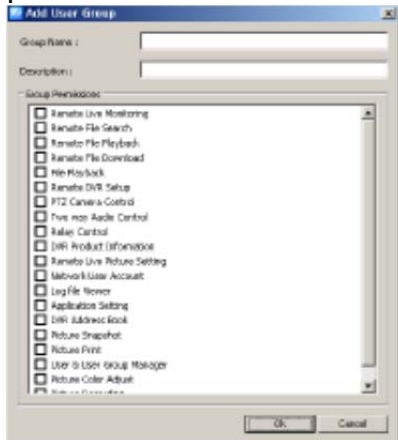 Add User Group
Group Name :
Description :
Group Permissions
Remote Live Monitoring
Remote File Search
Remote File Playback
Remote File Download
File Playback
Remote DVR Setup
PTZ Camera Control
Two way Audio Control
Relay Control
DVR Product Information
Remote Live Picture Setting
Network User Account
Log File Viewer
Application Setting
DVR Address Book
Picture Snapshot
Picture Print
User & User Group Manager
Picture Color Adjust
Ok Cancel